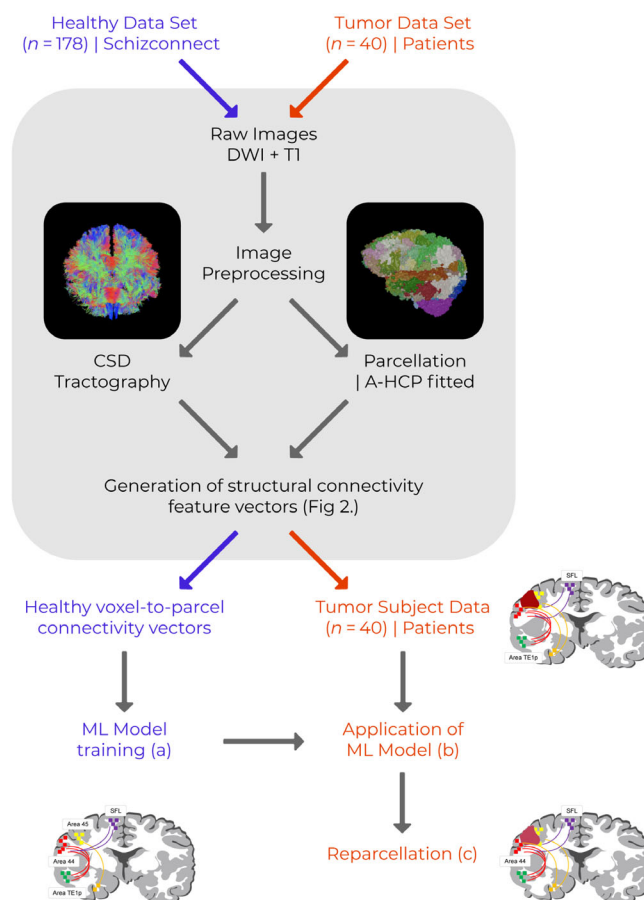 Healthy Data Set
(n = 178) | Schizconnect
Tumor Data Set
(n = 40) | Patients
Raw Images
DWI + T1
Image
Preprocessing
CSD
Tractography
Parcellation
| A-HCP fitted
Generation of structural connectivity
feature vectors (Fig 2.)
Healthy voxel-to-parcel
connectivity vectors
Tumor Subject Data
(n = 40) | Patients
SFL
Area TE1p
ML Model
training (a)
Application of
ML Model (b)
Reparcellation (c)
SFL
Area 45
Area 44
Area TE1p
SFL
Area 44